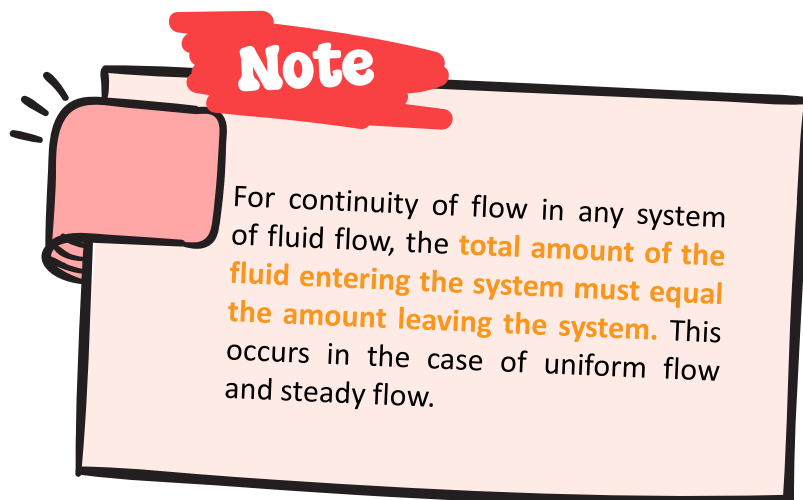 Note
For continuity of flow in any system
of fluid flow, the total amount of the
fluid entering the system must equal
the amount leaving the system. This
occurs in the case of uniform flow
and steady flow.